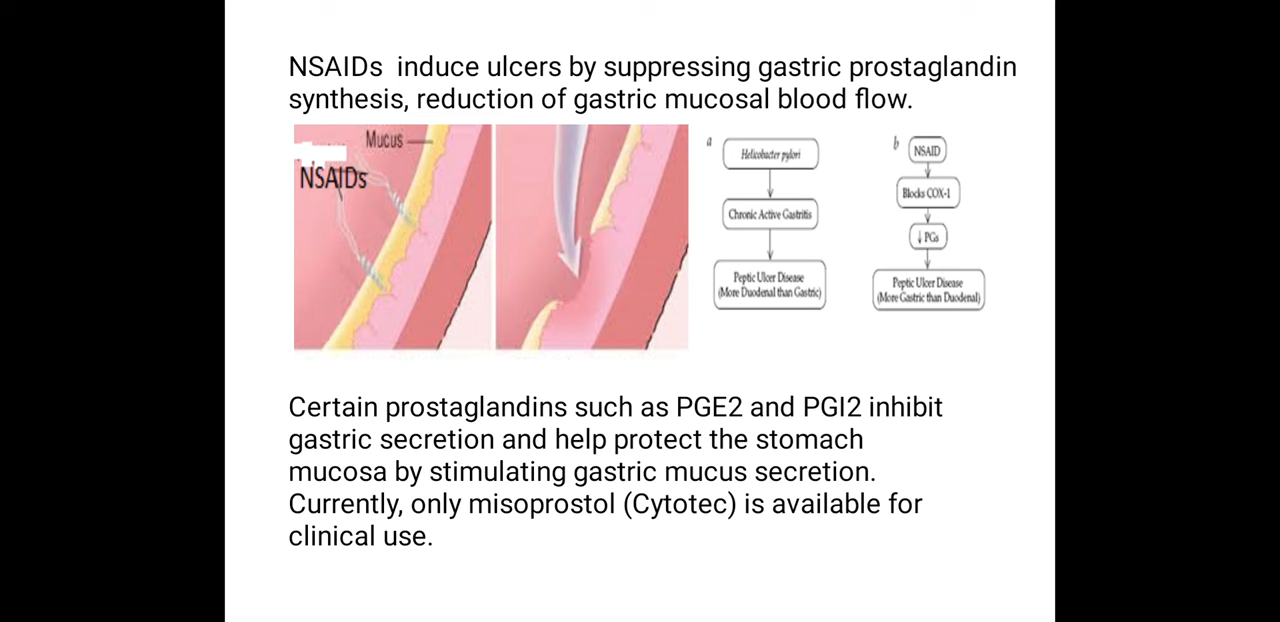 NSAIDs induce ulcers by suppressing gastric prostaglandin
synthesis, reduction of gastric mucosal blood flow.
Mucus
NSAIDs
a
Helicobacter pylori
Chronic Active Gastritis
Peptic Ulcer Disease
(More Duodenal than Gastric)
b
NSAID
Blocks COX-1
↓ PGs
Peptic Ulcer Disease
(More Gastric than Duodenal)
Certain prostaglandins such as PGE2 and PGI2 inhibit
gastric secretion and help protect the stomach
mucosa by stimulating gastric mucus secretion.
Currently, only misoprostol (Cytotec) is available for
clinical use.